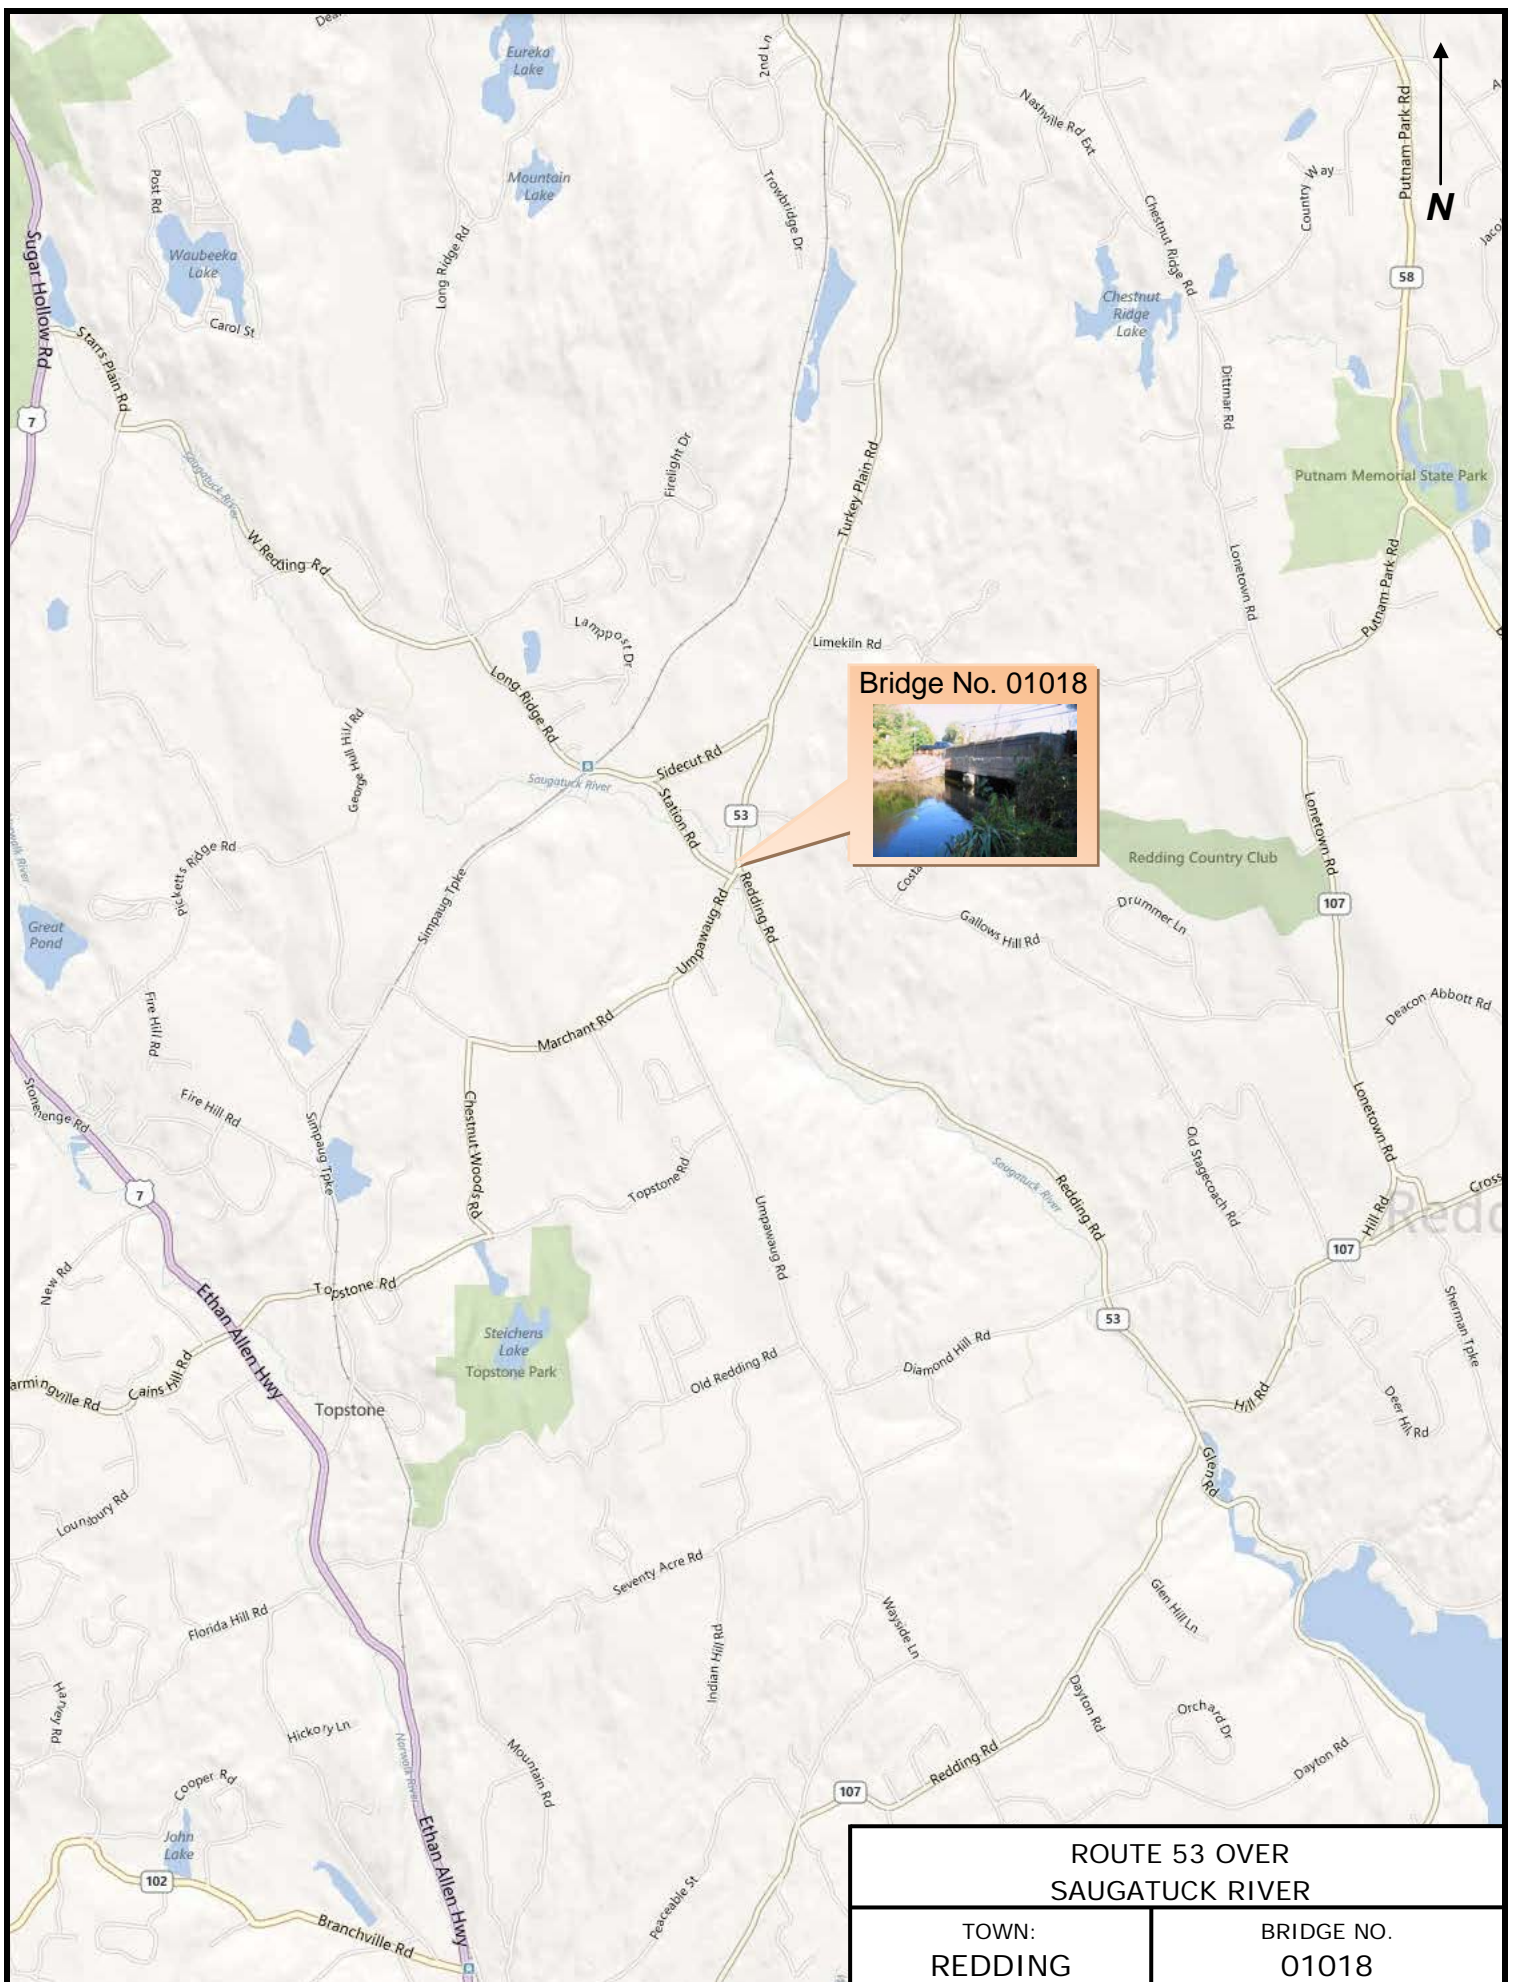 Eureka
Lake
2nd Ln
Nashville Rd Ext
Putnam Park Rd
N
Post Rd
Mountain
Lake
Trowbridge Dr
Country Way
Chestnut Ridge Rd
Sugar Hollow Rd
Waubeeka
Lake
Long Ridge Rd
58
Chestnut
Ridge
Lake
Carol St
Starrs Plain Rd
Dittmar Rd
7
Firelight Dr
Turkey Plain Rd
Putnam Memorial State Park
Saugatuck River
W Redding Rd
Lonetown Rd
Putnam Park Rd
Lamppost Dr
Limekiln Rd
Long Ridge Rd
Bridge No. 01018
George Hull Hill Rd
Sidecut Rd
Saugatuck River
Station Rd
53
Lonetown Rd
Picketts Ridge Rd
Redding Country Club
Simpaug Tpke
Umpawaug Rd
Redding Rd
Costa
Drummer Ln
107
Great
Pond
Gallows Hill Rd
Fire Hill Rd
Marchant Rd
Deacon Abbott Rd
Stonehenge Rd
Fire Hill Rd
Simpaug Tpke
Chestnut Woods Rd
Lonetown Rd
7
Topstone Rd
Saugatuck River
Redding Rd
Old Stagecoach Rd
Cross
Hill Rd
Redd
Umpawaug Rd
107
New Rd
Topstone Rd
Ethan Allen Hwy
Steichens
Lake
Topstone Park
53
Sherman Tpke
Diamond Hill Rd
Old Redding Rd
armingville Rd
Cains Hill Rd
Topstone
Hill Rd
Deer Hill Rd
Glen Rd
Lounsbury Rd
Seventy Acre Rd
Florida Hill Rd
Wayside Ln
Glen Hill Ln
Indian Hill Rd
Harvey Rd
Hickory Ln
Dayton Rd
Orchard Dr
Norwalk River
Mountain Rd
Redding Rd
Dayton Rd
Cooper Rd
107
John
Lake
Ethan Allen Hwy
102
Branchville Rd
Peaceable St
ROUTE 53 OVER
SAUGATUCK RIVER
TOWN:
REDDING
BRIDGE NO.
01018